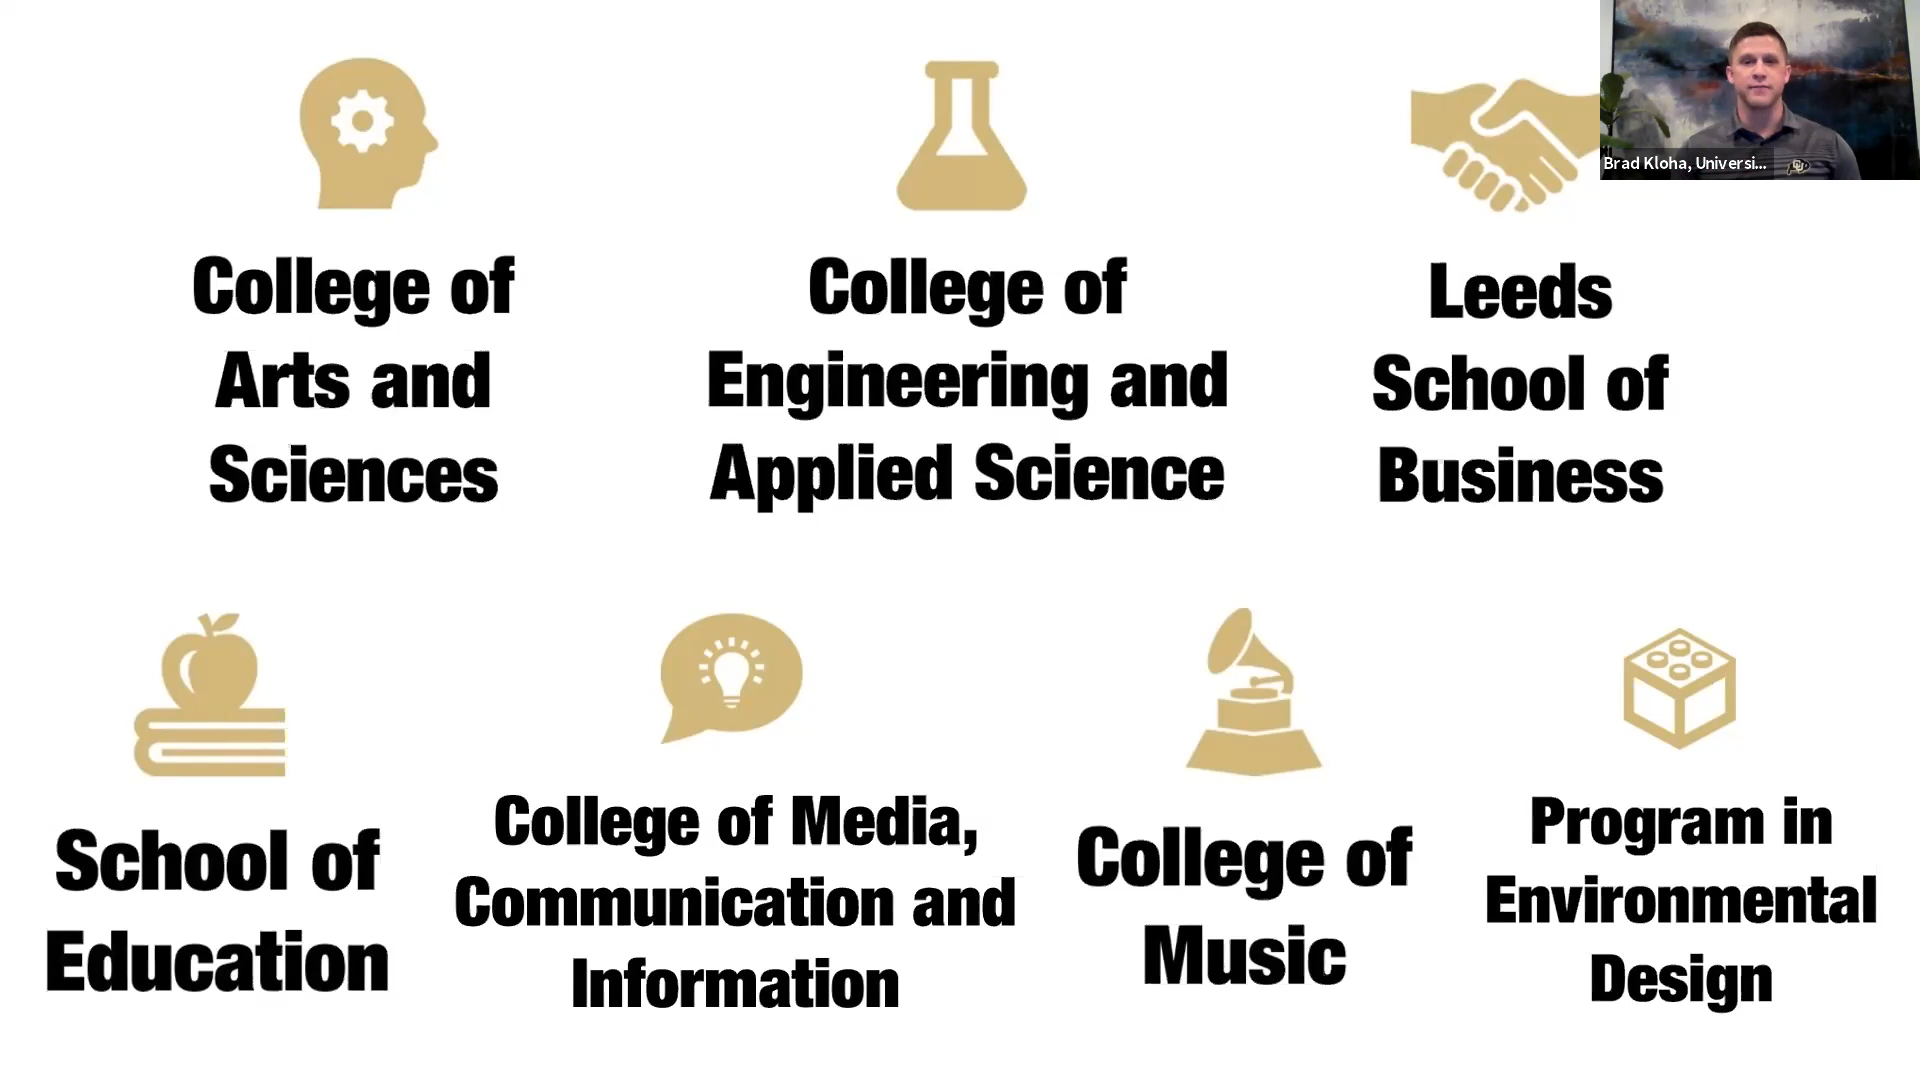 Brad Kloha, Universi...
College of
Arts and
Sciences
College of
Engineering and
Applied Science
Leeds
School of
Business
School of
Education
College of Media,
Communication and
Information
College of
Music
Program in
Environmental
Design